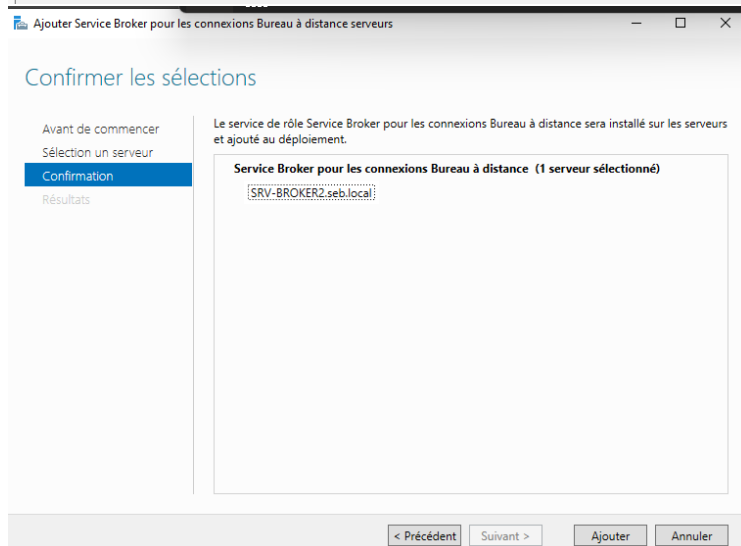 Ajouter Service Broker pour les connexions Bureau à distance serveurs
Confirmer les sélections
Avant de commencer
Sélection un serveur
Confirmation
Résultats
Le service de rôle Service Broker pour les connexions Bureau à distance sera installé sur les serveurs
et ajouté au déploiement.
Service Broker pour les connexions Bureau à distance (1 serveur sélectionné)
SRV-BROKER2.seb.local
< Précédent
Suivant >
Ajouter
Annuler